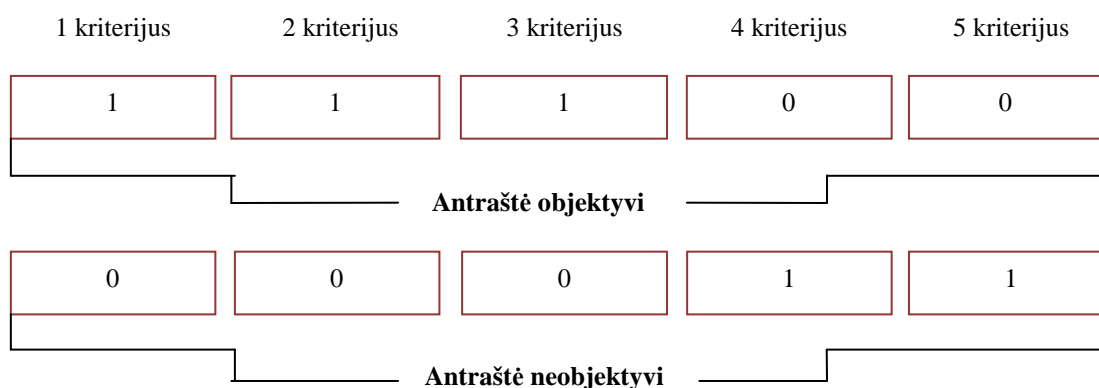 1 kriterijus 2 kriterijus 3 kriterijus 4 kriterijus 5 kriterijus
1 1 1 0 0
Antraštė objektyvi
0 0 0 1 1
Antraštė neobjektyvi